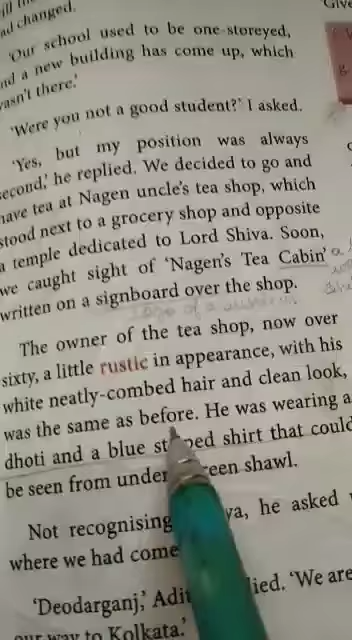 ad changed.
'Our school used to be one-storeyed,
nd a new building has come up, which
wasn't there.'
'Were you not a good student?' I asked.
'Yes, but my position was always
second,' he replied. We decided to go and
have tea at Nagen uncle's tea shop, which
stood next to a grocery shop and opposite
a temple dedicated to Lord Shiva. Soon,
we caught sight of 'Nagen's Tea Cabin'
written on a signboard over the shop.
The owner of the tea shop, now over
sixty, a little rustic in appearance, with his
white neatly-combed hair and clean look,
was the same as before. He was wearing a
dhoti and a blue st ped shirt that could
be seen from under reen shawl.
Not recognising ya, he asked
where we had come
'Deodarganj,' Adit lied. 'We are
our way to Kolkata.'